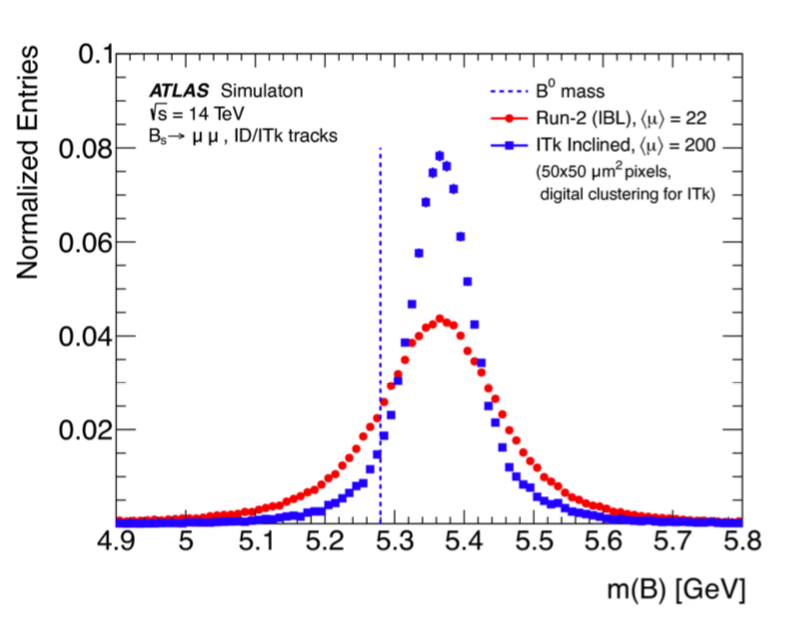 Normalized Entries
0.1
0.08
0.06
0.04
0.02
ATLAS Simulaton
√s = 14 TeV
Bs→ μ μ , ID/ITk tracks
B⁰ mass
Run-2 (IBL), ⟨μ⟩ = 22
ITk Inclined, ⟨μ⟩ = 200
(50x50 μm² pixels,
digital clustering for ITk)
4.9 5 5.1 5.2 5.3 5.4 5.5 5.6 5.7 5.8
m(B) [GeV]